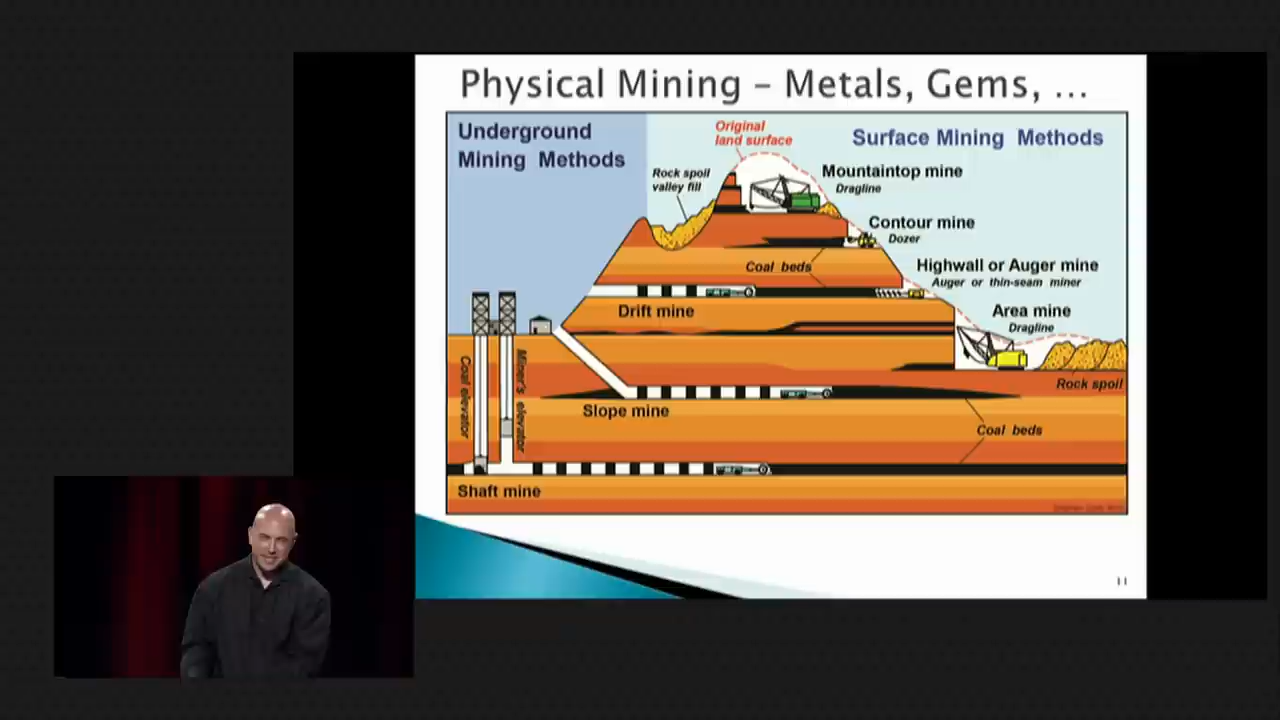 Physical Mining – Metals, Gems, ...
Underground
Mining Methods
Original
land surface
Surface Mining Methods
Rock spoil
valley fill
Mountaintop mine
Dragline
Contour mine
Dozer
Coal beds
Highwall or Auger mine
Auger or thin-seam miner
Drift mine
Area mine
Dragline
Coal elevator
Miner's elevator
Rock spoil
Slope mine
Coal beds
Shaft mine
11